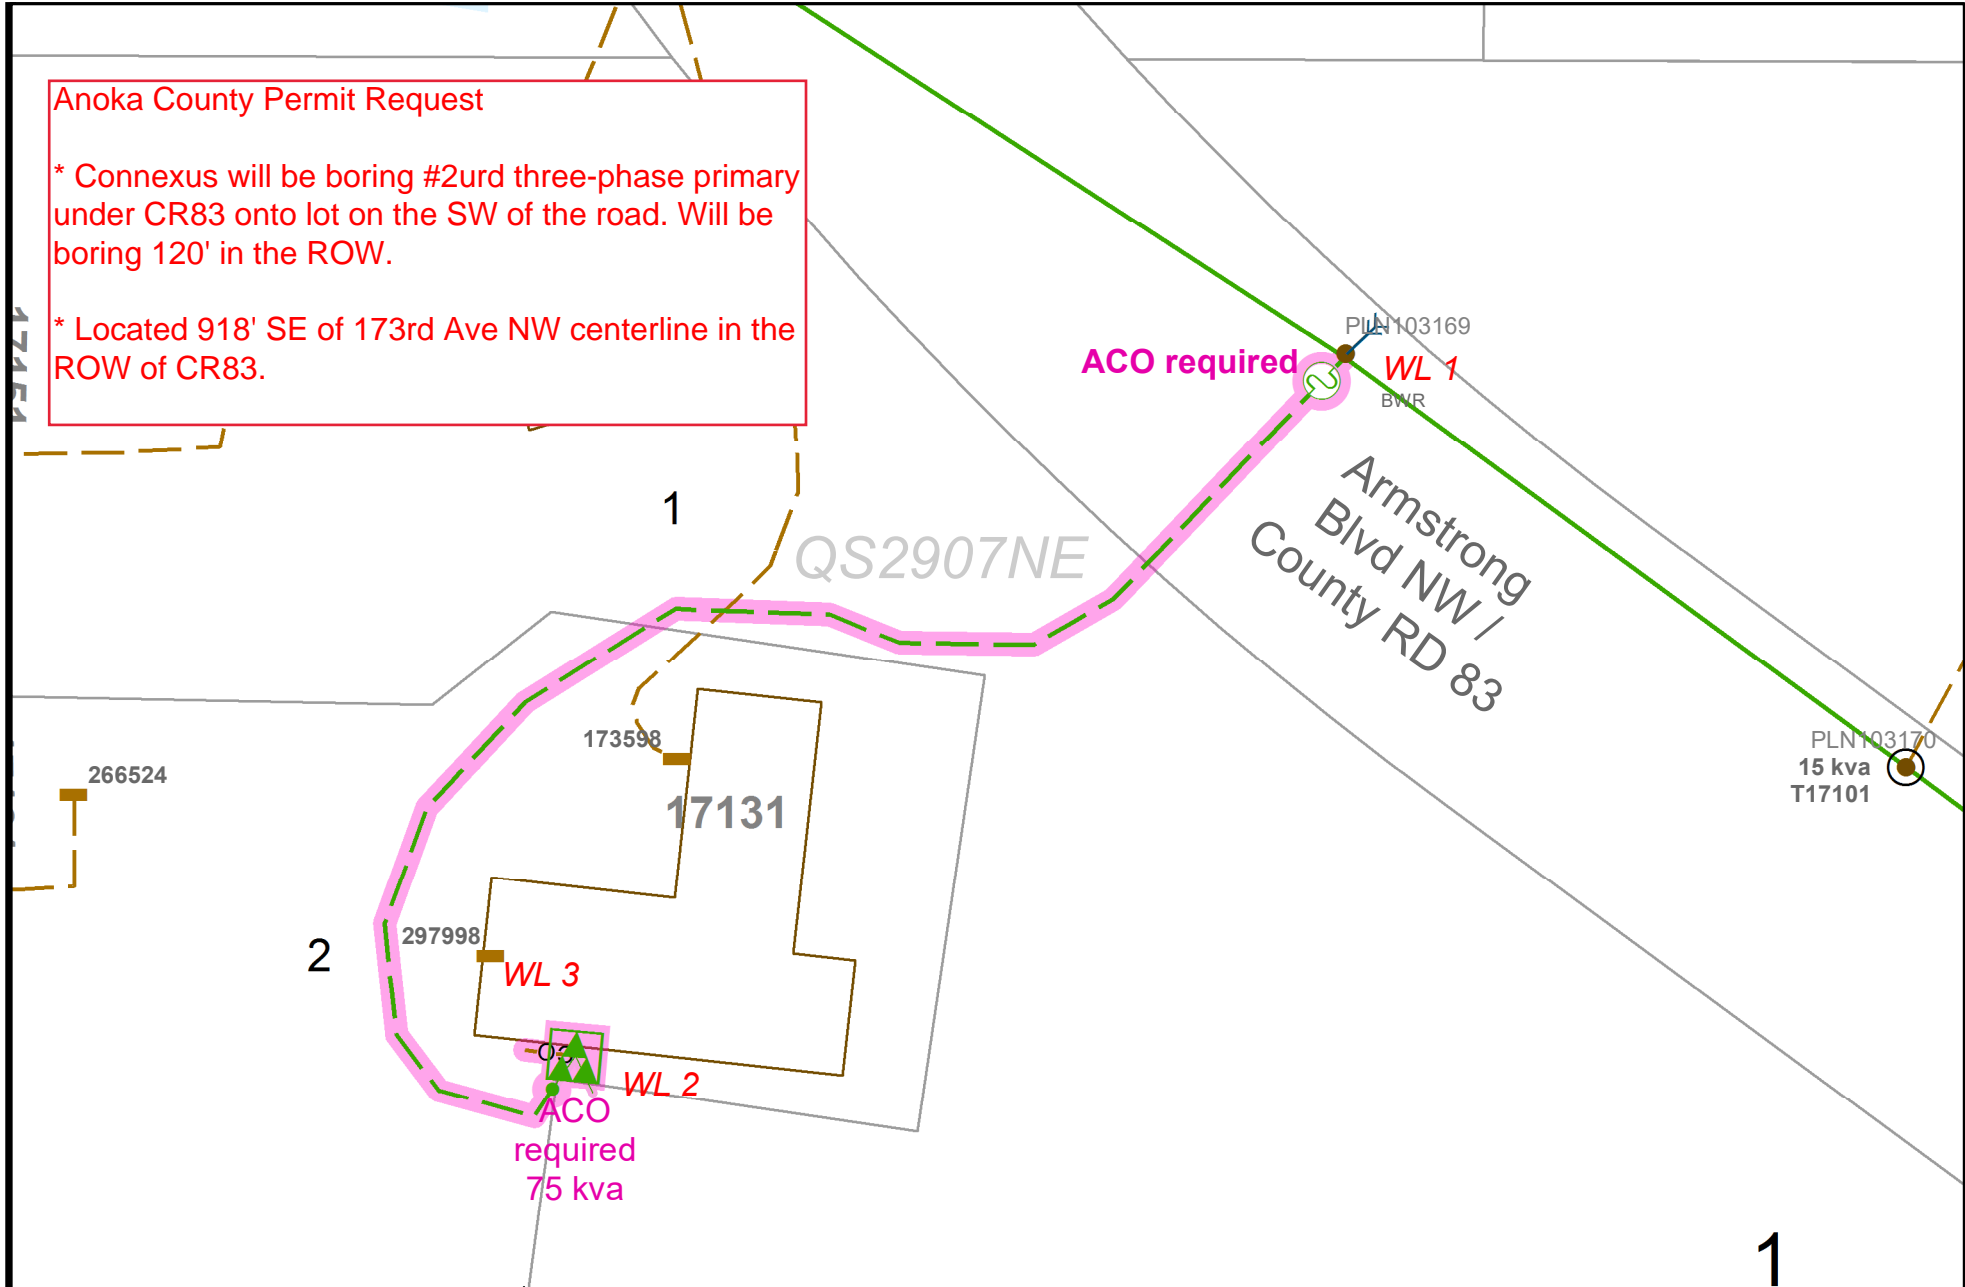 Anoka County Permit Request
* Connexus will be boring #2urd three-phase primary
under CR83 onto lot on the SW of the road. Will be
boring 120' in the ROW.
* Located 918' SE of 173rd Ave NW centerline in the
ROW of CR83.
PLN103169
ACO required
WL 1
BWR
Armstrong
Blvd NW /
County RD 83
1
QS2907NE
PLN103170
15 kva
T17101
173598
266524
17131
297998
2
WL 3
WL 2
ACO
required
75 kva
1